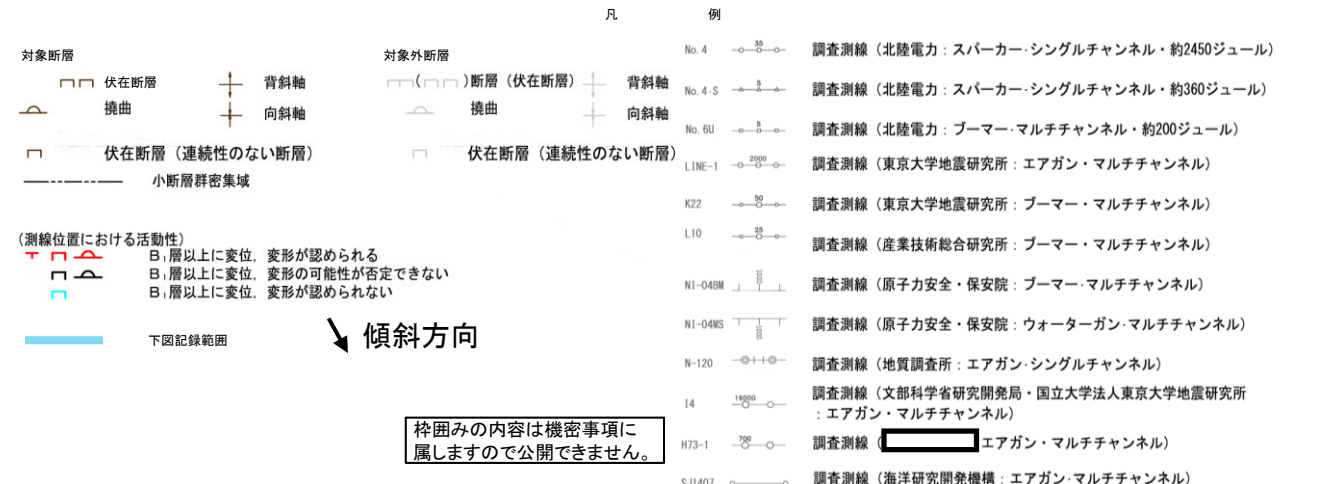 凡 例
対象断層
伏在断層
背斜軸
撓曲
向斜軸
伏在断層（連続性のない断層）
小断層群密集域
対象外断層
( )断層（伏在断層）
背斜軸
撓曲
向斜軸
伏在断層（連続性のない断層）
（測線位置における活動性）
B₁層以上に変位，変形が認められる
B₁層以上に変位，変形の可能性が否定できない
B₁層以上に変位，変形が認められない
下図記録範囲
傾斜方向
枠囲みの内容は機密事項に
属しますので公開できません。
No. 4 35 調査測線（北陸電力：スパーカー・シングルチャンネル・約2450ジュール）
No. 4-S 5 調査測線（北陸電力：スパーカー・シングルチャンネル・約360ジュール）
No. 6U 5 調査測線（北陸電力：ブーマー・マルチチャンネル・約200ジュール）
LINE-1 2000 調査測線（東京大学地震研究所：エアガン・マルチチャンネル）
K22 50 調査測線（東京大学地震研究所：ブーマー・マルチチャンネル）
L10 25 調査測線（産業技術総合研究所：ブーマー・マルチチャンネル）
NI-04BM 1000 調査測線（原子力安全・保安院：ブーマー・マルチチャンネル）
NI-04WS 1000 調査測線（原子力安全・保安院：ウォーターガン・マルチチャンネル）
N-120 調査測線（地質調査所：エアガン・シングルチャンネル）
I4 16000 調査測線（文部科学省研究開発局・国立大学法人東京大学地震研究所
：エアガン・マルチチャンネル）
H73-1 700 調査測線（ エアガン・マルチチャンネル）
SJ1407 調査測線（海洋研究開発機構：エアガン・マルチチャンネル）